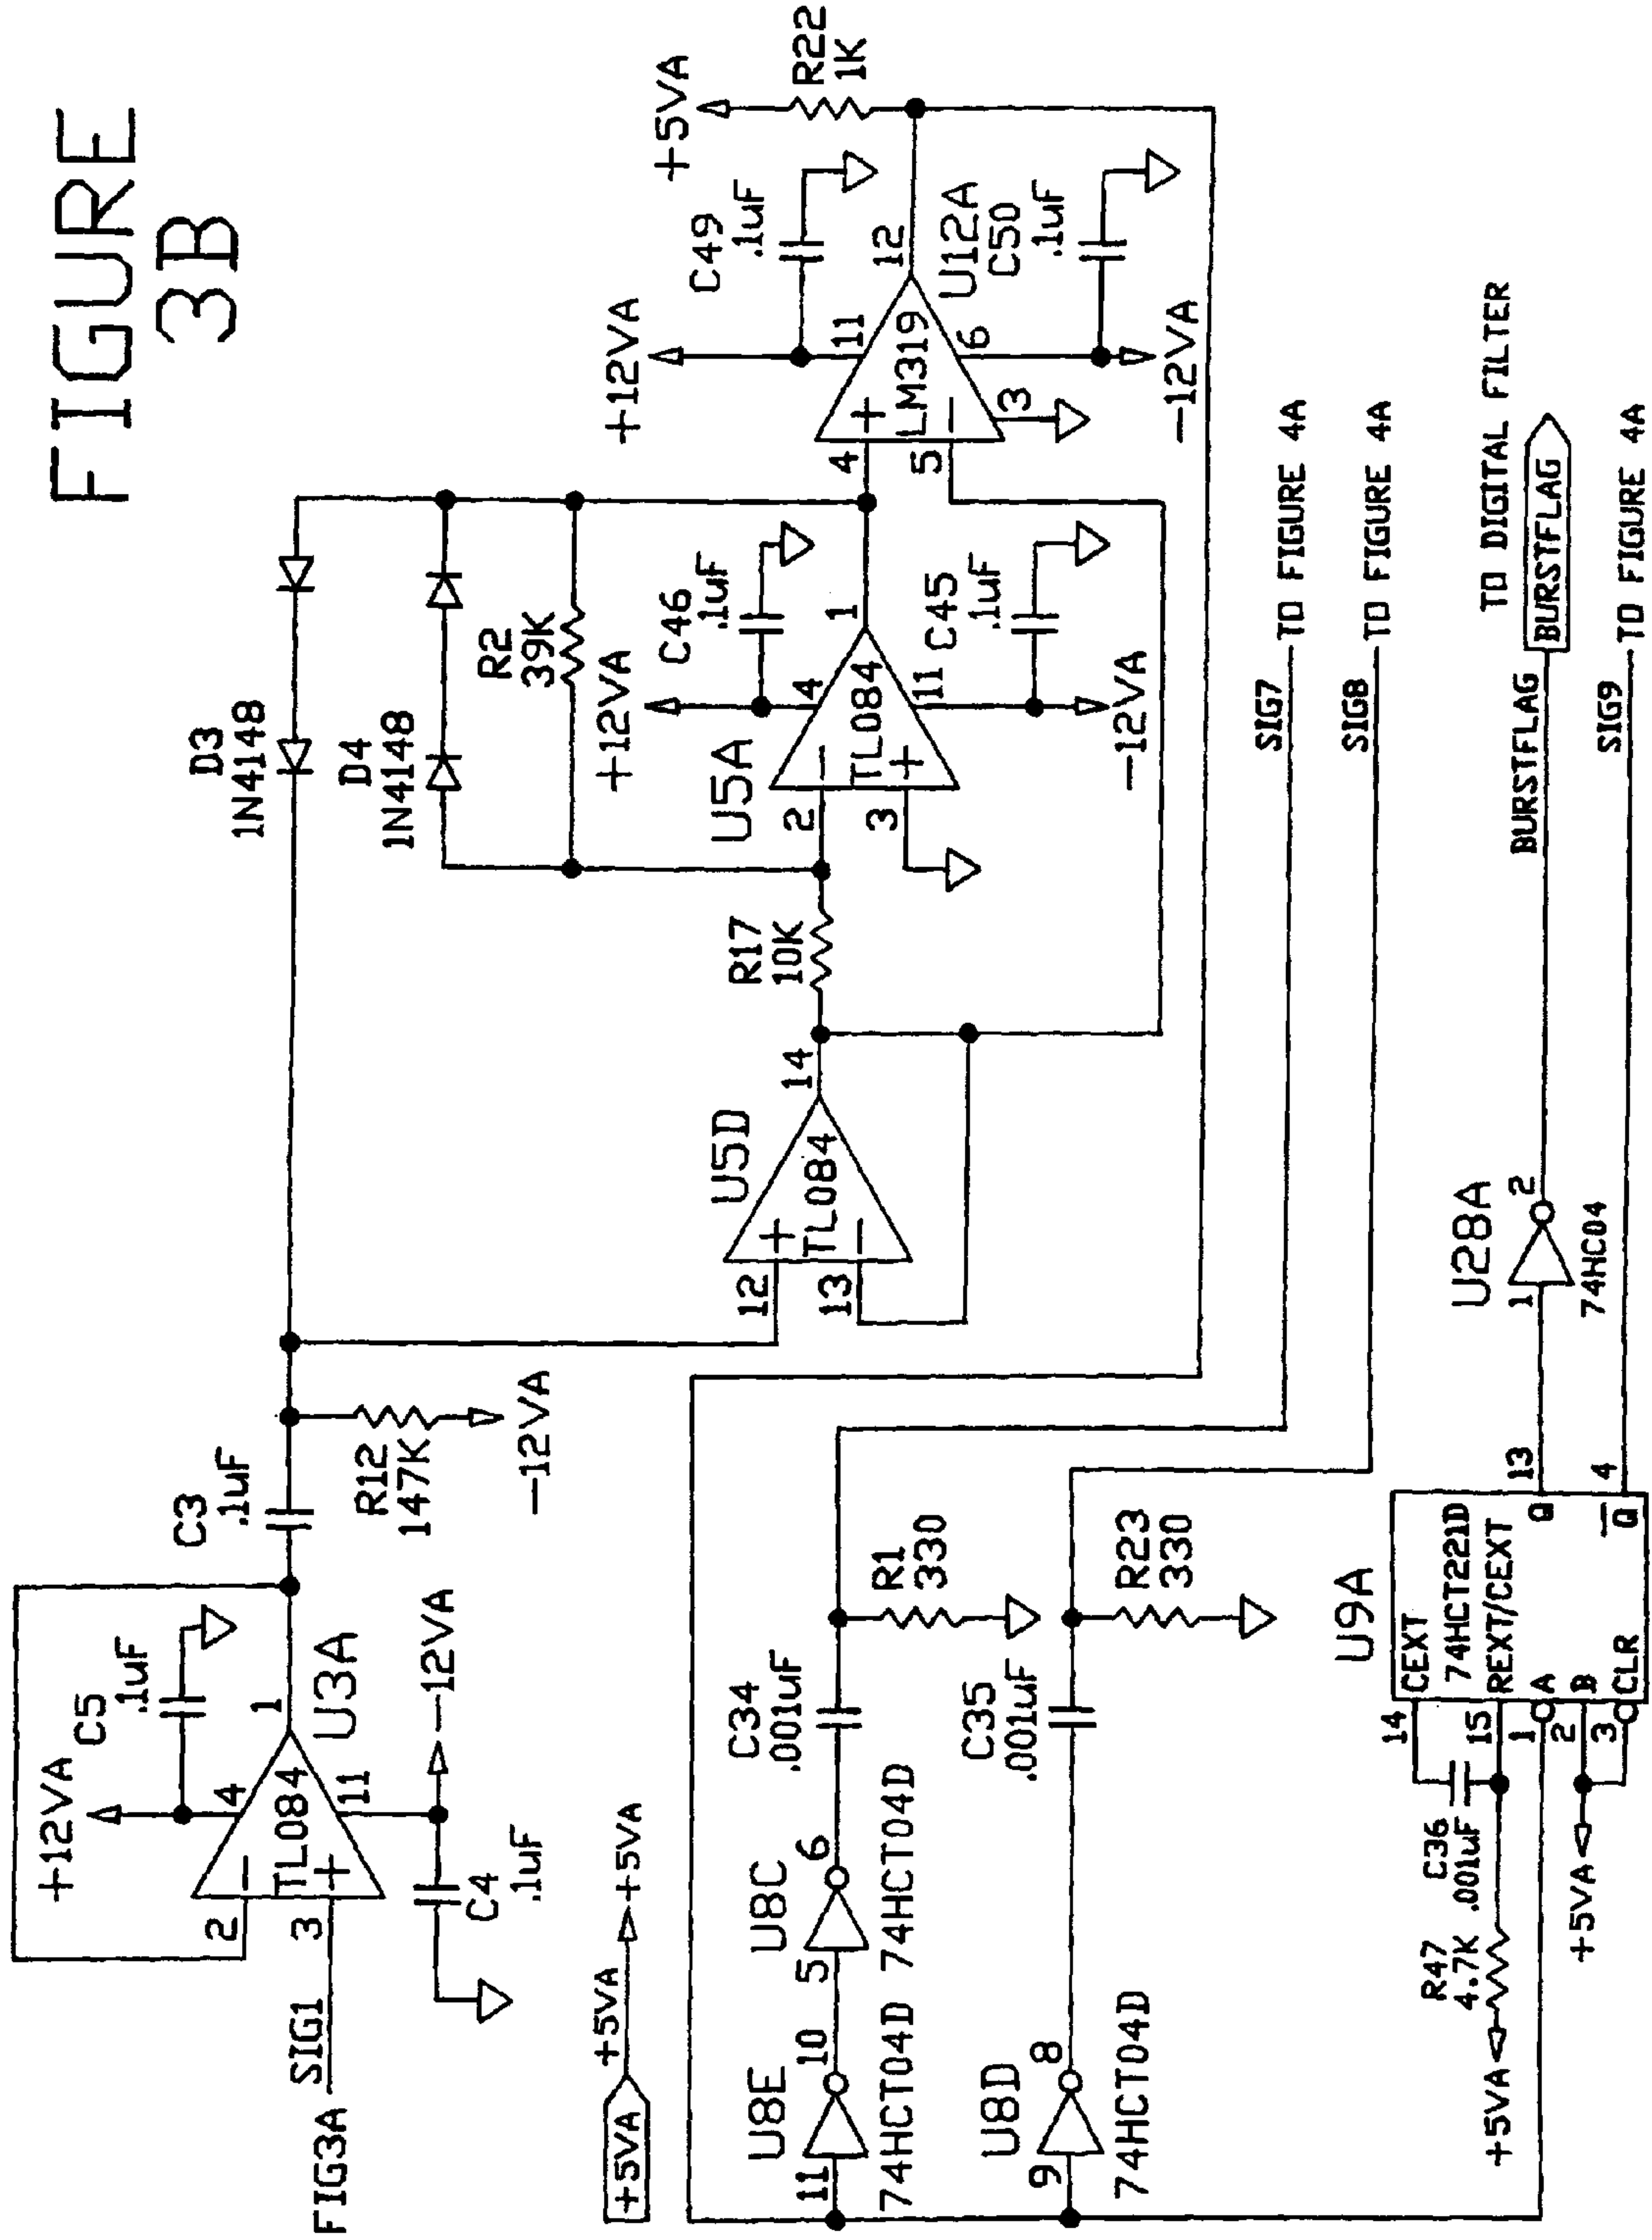 FIGURE
3B
+12VA
C5
.1uF
4
2
TL084
1
3
11
U3A
FIG3A
SIG1
C4
.1uF
-12VA
C3
.1uF
R12
147K
-12VA
D3
1N4148
D4
1N4148
R2
39K
U5D
12
13
TL084
14
R17
10K
U5A
+12VA
C46
.1uF
4
2
3
TL084
1
11
C45
.1uF
-12VA
+12VA
C49
.1uF
11
4
5
LM319
12
6
3
U12A
C50
.1uF
-12VA
+5VA
R22
1K
+5VA
+5VA
+5VA
U8E
11
10
74HCT04D
U8C
5
6
74HCT04D
C34
.001uF
R1
330
SIG7
TO FIGURE 4A
U8D
9
8
74HCT04D
C35
.001uF
R23
330
SIG8
TO FIGURE 4A
U9A
14
CEXT
74HCT221D
15
REXT/CEXT
1
A
2
B
3
CLR
Q
13
Q
4
C36
.001uF
R47
4.7K
+5VA
+5VA
U28A
1
2
74HC04
BURSTFLAG
TO DIGITAL FILTER
BURSTFLAG
SIG9
TO FIGURE 4A